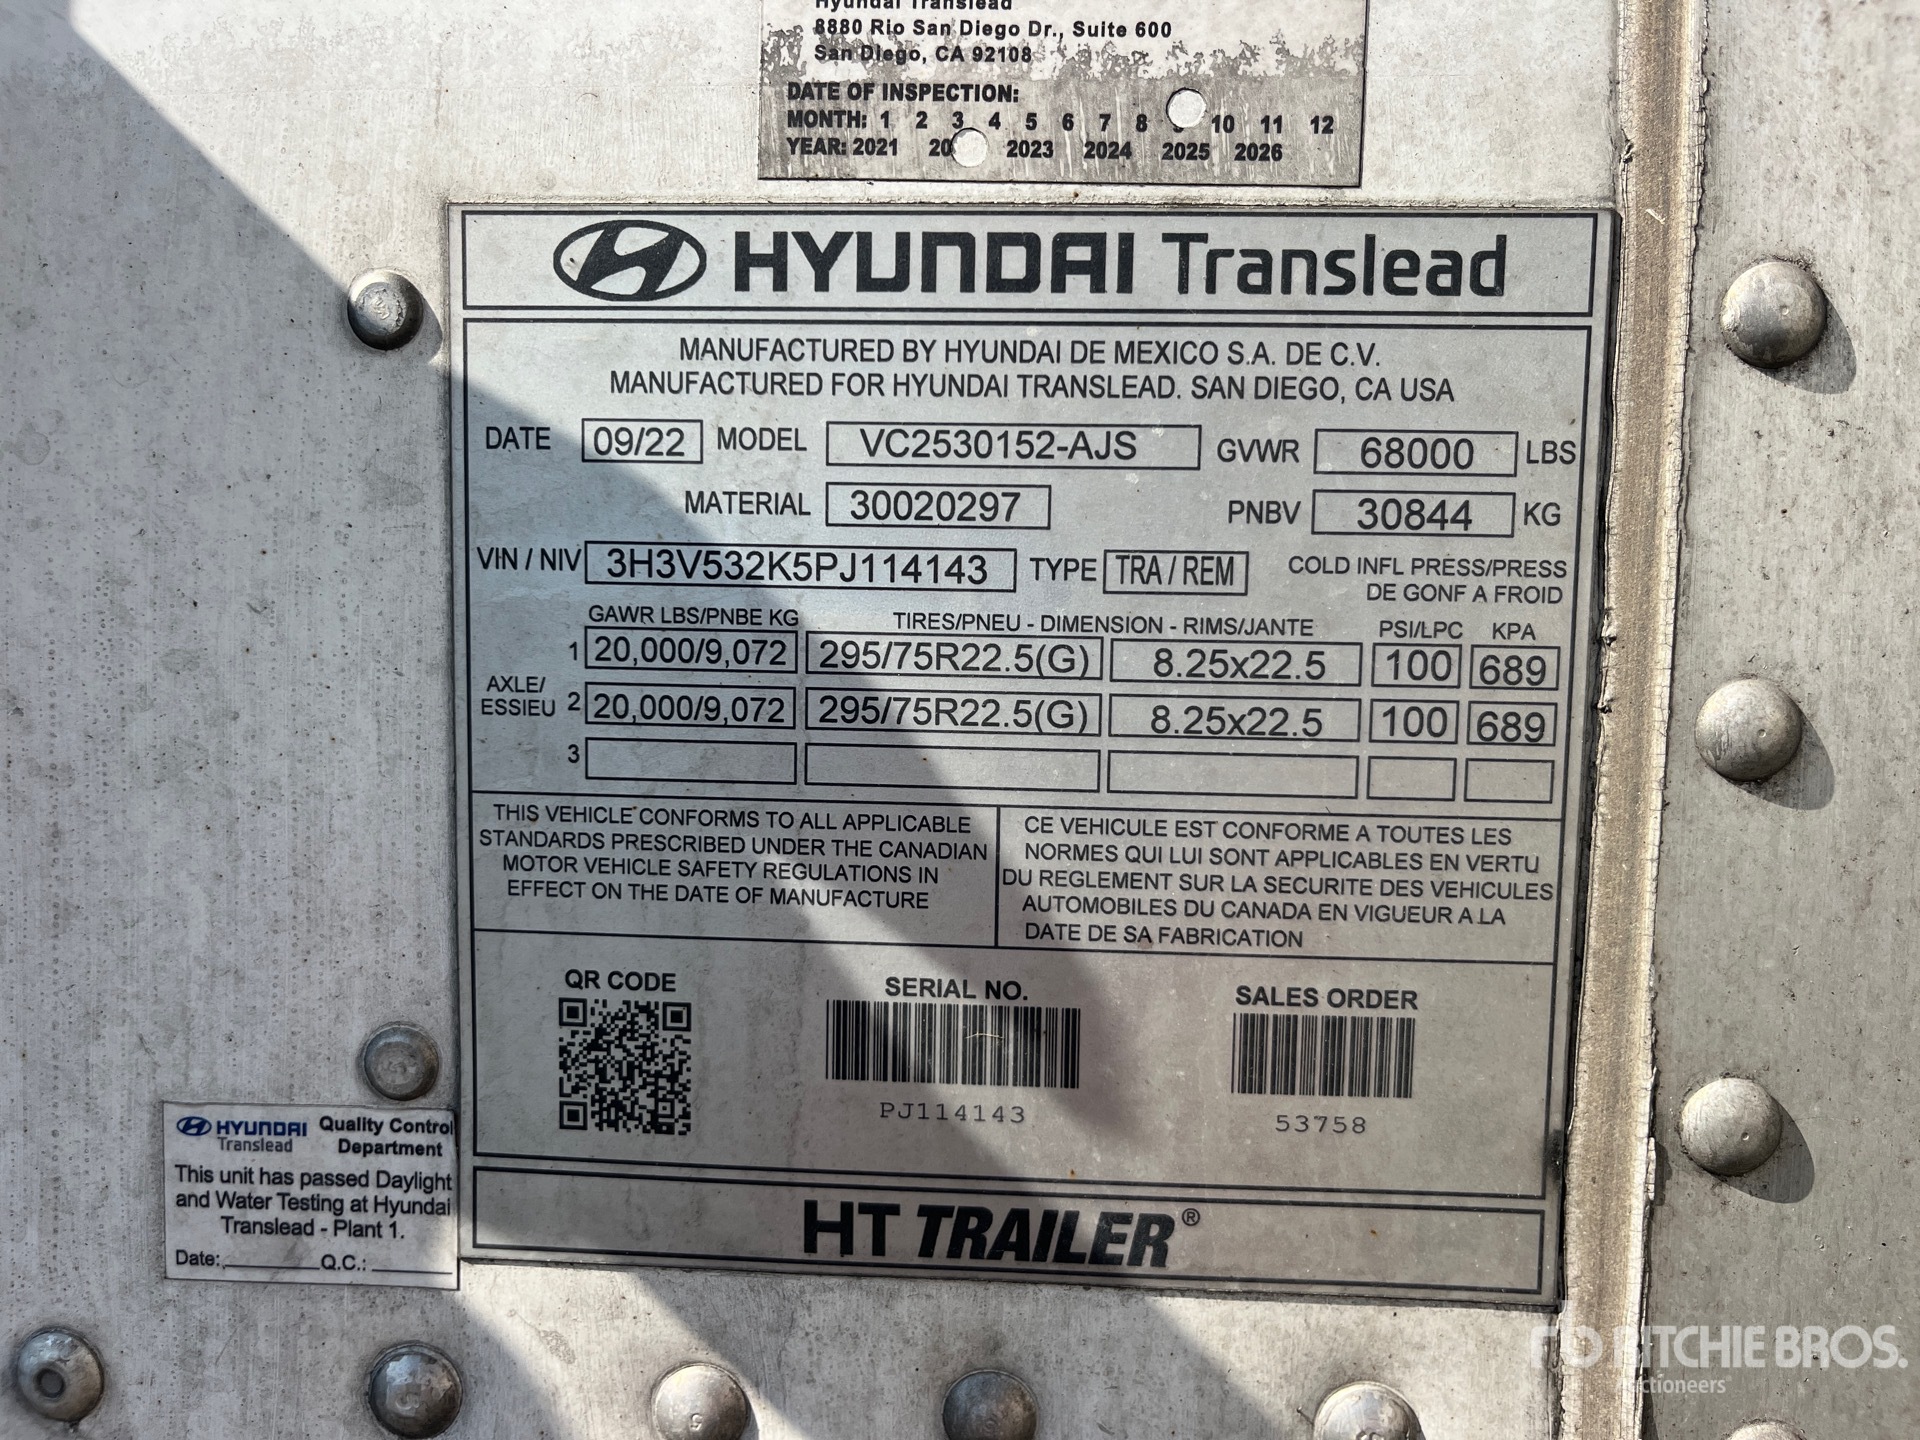 Hyundai Translead
8880 Rio San Diego Dr., Suite 600
San Diego, CA 92108
DATE OF INSPECTION:
MONTH: 1 2 3 4 5 6 7 8 9 10 11 12
YEAR: 2021 20 2023 2024 2025 2026
HYUNDAI Translead
MANUFACTURED BY HYUNDAI DE MEXICO S.A. DE C.V.
MANUFACTURED FOR HYUNDAI TRANSLEAD. SAN DIEGO, CA USA
DATE 09/22 MODEL VC2530152-AJS GVWR 68000 LBS
MATERIAL 30020297 PNBV 30844 KG
VIN / NIV 3H3V532K5PJ114143 TYPE TRA / REM COLD INFL PRESS/PRESS
DE GONF A FROID
GAWR LBS/PNBE KG TIRES/PNEU - DIMENSION - RIMS/JANTE PSI/LPC KPA
1 20,000/9,072 295/75R22.5(G) 8.25x22.5 100 689
AXLE/
ESSIEU 2 20,000/9,072 295/75R22.5(G) 8.25x22.5 100 689
3
THIS VEHICLE CONFORMS TO ALL APPLICABLE
STANDARDS PRESCRIBED UNDER THE CANADIAN
MOTOR VEHICLE SAFETY REGULATIONS IN
EFFECT ON THE DATE OF MANUFACTURE
CE VEHICULE EST CONFORME A TOUTES LES
NORMES QUI LUI SONT APPLICABLES EN VERTU
DU REGLEMENT SUR LA SECURITE DES VEHICULES
AUTOMOBILES DU CANADA EN VIGUEUR A LA
DATE DE SA FABRICATION
QR CODE
SERIAL NO.
PJ114143
SALES ORDER
53758
HT TRAILER®
HYUNDAI Translead
Quality Control
Department
This unit has passed Daylight
and Water Testing at Hyundai
Translead - Plant 1.
Date:________ Q.C.:________
RITCHIE BROS.
Auctioneers